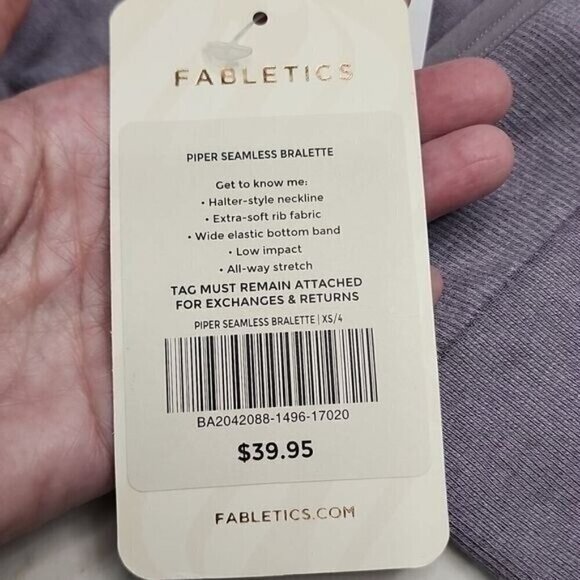 FABLETICS
PIPER SEAMLESS BRALETTE
Get to know me:
• Halter-style neckline
• Extra-soft rib fabric
• Wide elastic bottom band
• Low impact
• All-way stretch
TAG MUST REMAIN ATTACHED
FOR EXCHANGES & RETURNS
PIPER SEAMLESS BRALETTE | XS/4
BA2042088-1496-17020
$39.95
FABLETICS.COM